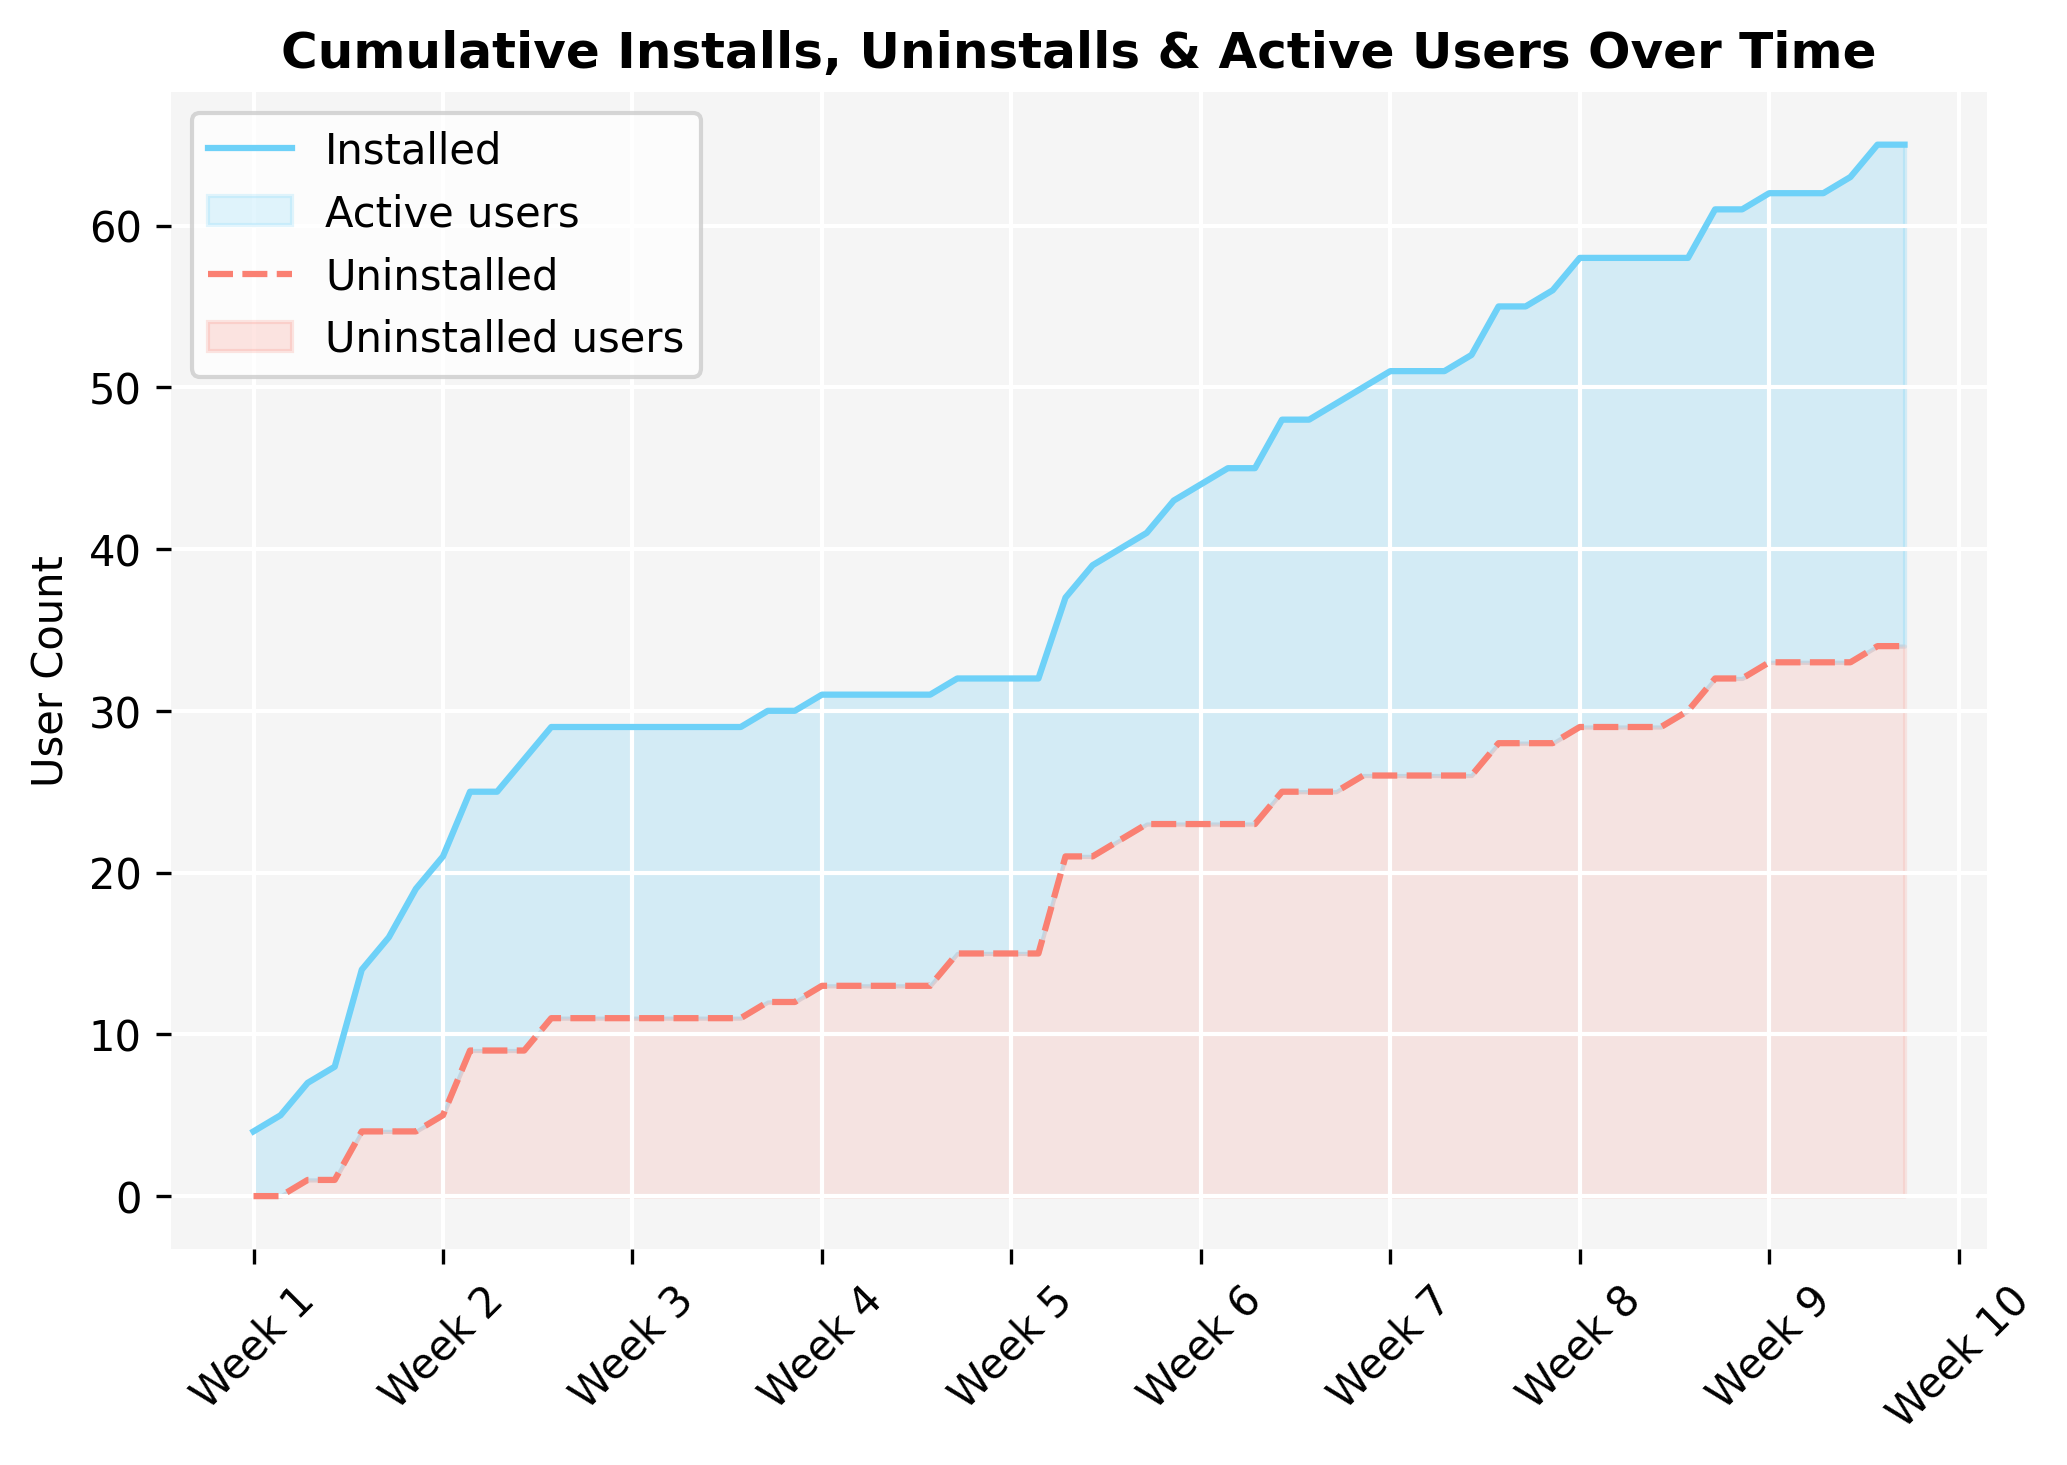 Cumulative Installs, Uninstalls & Active Users Over Time
Installed
Active users
Uninstalled
Uninstalled users
User Count
60
50
40
30
20
10
0
Week 1
Week 2
Week 3
Week 4
Week 5
Week 6
Week 7
Week 8
Week 9
Week 10